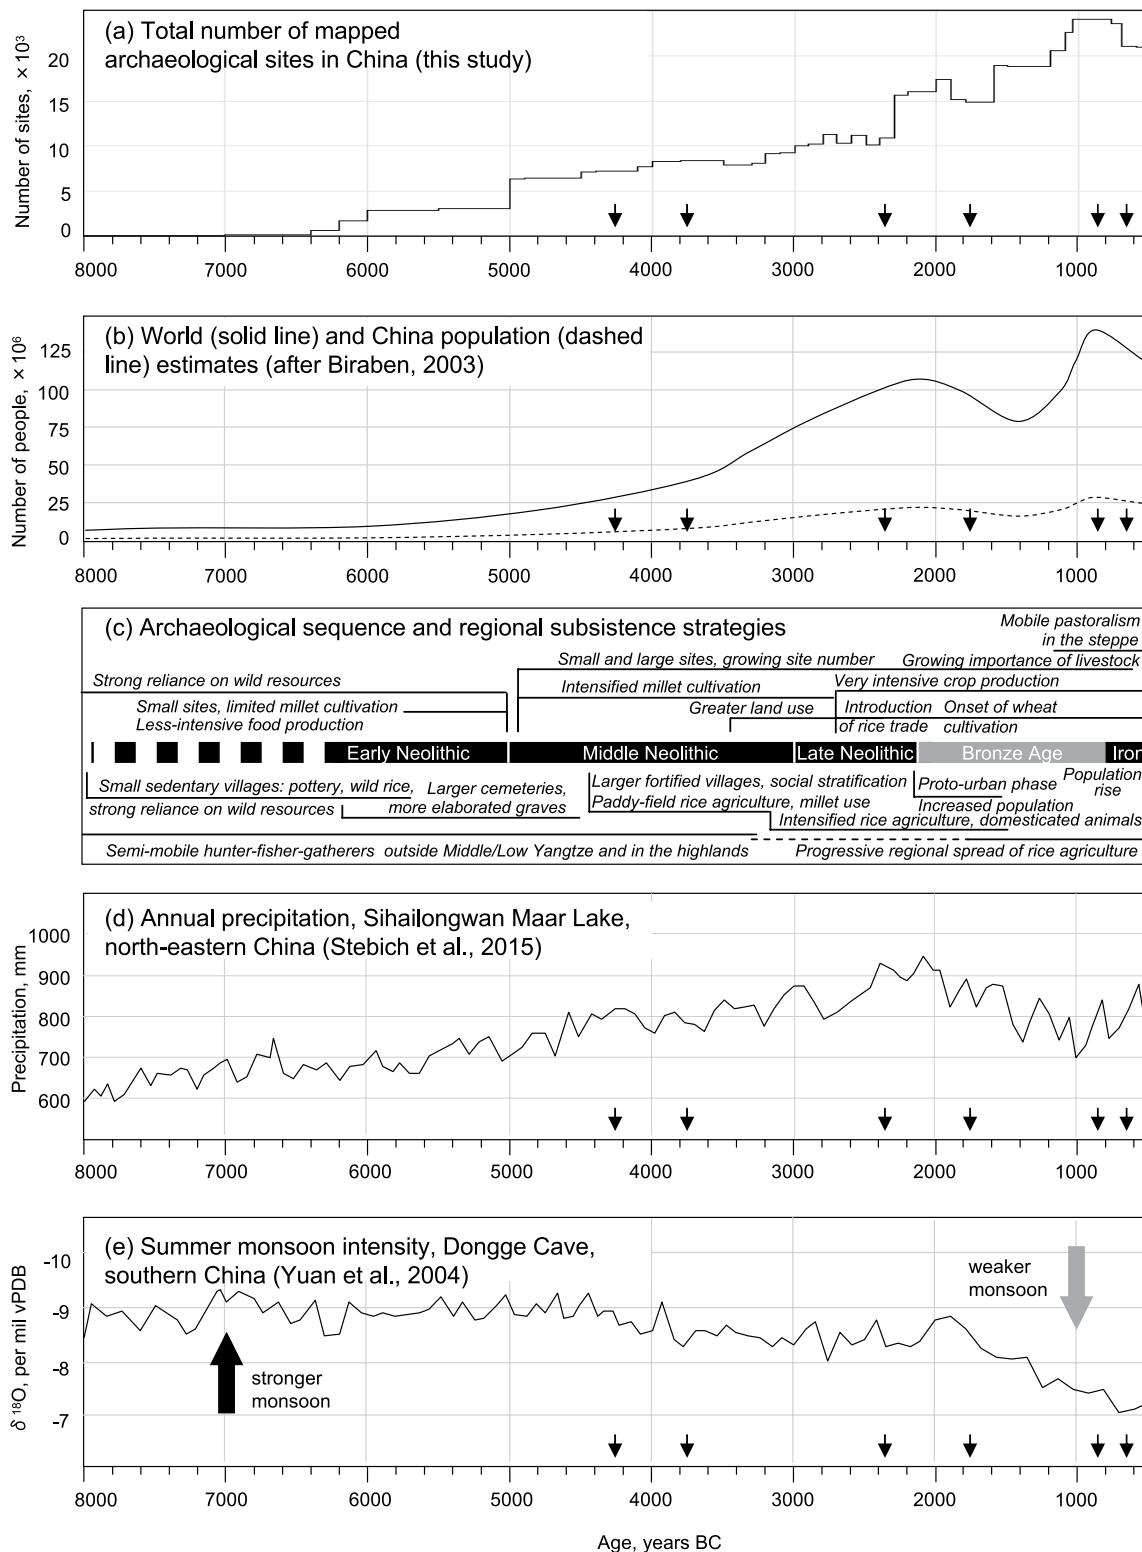 (a) Total number of mapped
archaeological sites in China (this study)
Number of sites, × 10³
20
15
10
5
0
8000 7000 6000 5000 4000 3000 2000 1000
(b) World (solid line) and China population (dashed
line) estimates (after Biraben, 2003)
Number of people, × 10⁶
125
100
75
50
25
0
8000 7000 6000 5000 4000 3000 2000 1000
(c) Archaeological sequence and regional subsistence strategies
Mobile pastoralism
in the steppe
Small and large sites, growing site number
Growing importance of livestock
Strong reliance on wild resources
Intensified millet cultivation
Very intensive crop production
Small sites, limited millet cultivation
Less-intensive food production
Greater land use
Introduction
of rice trade
Onset of wheat
cultivation
Early Neolithic
Middle Neolithic
Late Neolithic
Bronze Age
Iron
Small sedentary villages: pottery, wild rice,
strong reliance on wild resources
Larger cemeteries,
more elaborated graves
Larger fortified villages, social stratification
Paddy-field rice agriculture, millet use
Proto-urban phase
Increased population
Population
rise
Intensified rice agriculture, domesticated animals
Semi-mobile hunter-fisher-gatherers outside Middle/Low Yangtze and in the highlands
Progressive regional spread of rice agriculture
(d) Annual precipitation, Sihailongwan Maar Lake,
north-eastern China (Stebich et al., 2015)
Precipitation, mm
1000
900
800
700
600
8000 7000 6000 5000 4000 3000 2000 1000
(e) Summer monsoon intensity, Dongge Cave,
southern China (Yuan et al., 2004)
δ ¹⁸O, per mil vPDB
-10
-9
-8
-7
weaker
monsoon
stronger
monsoon
8000 7000 6000 5000 4000 3000 2000 1000
Age, years BC